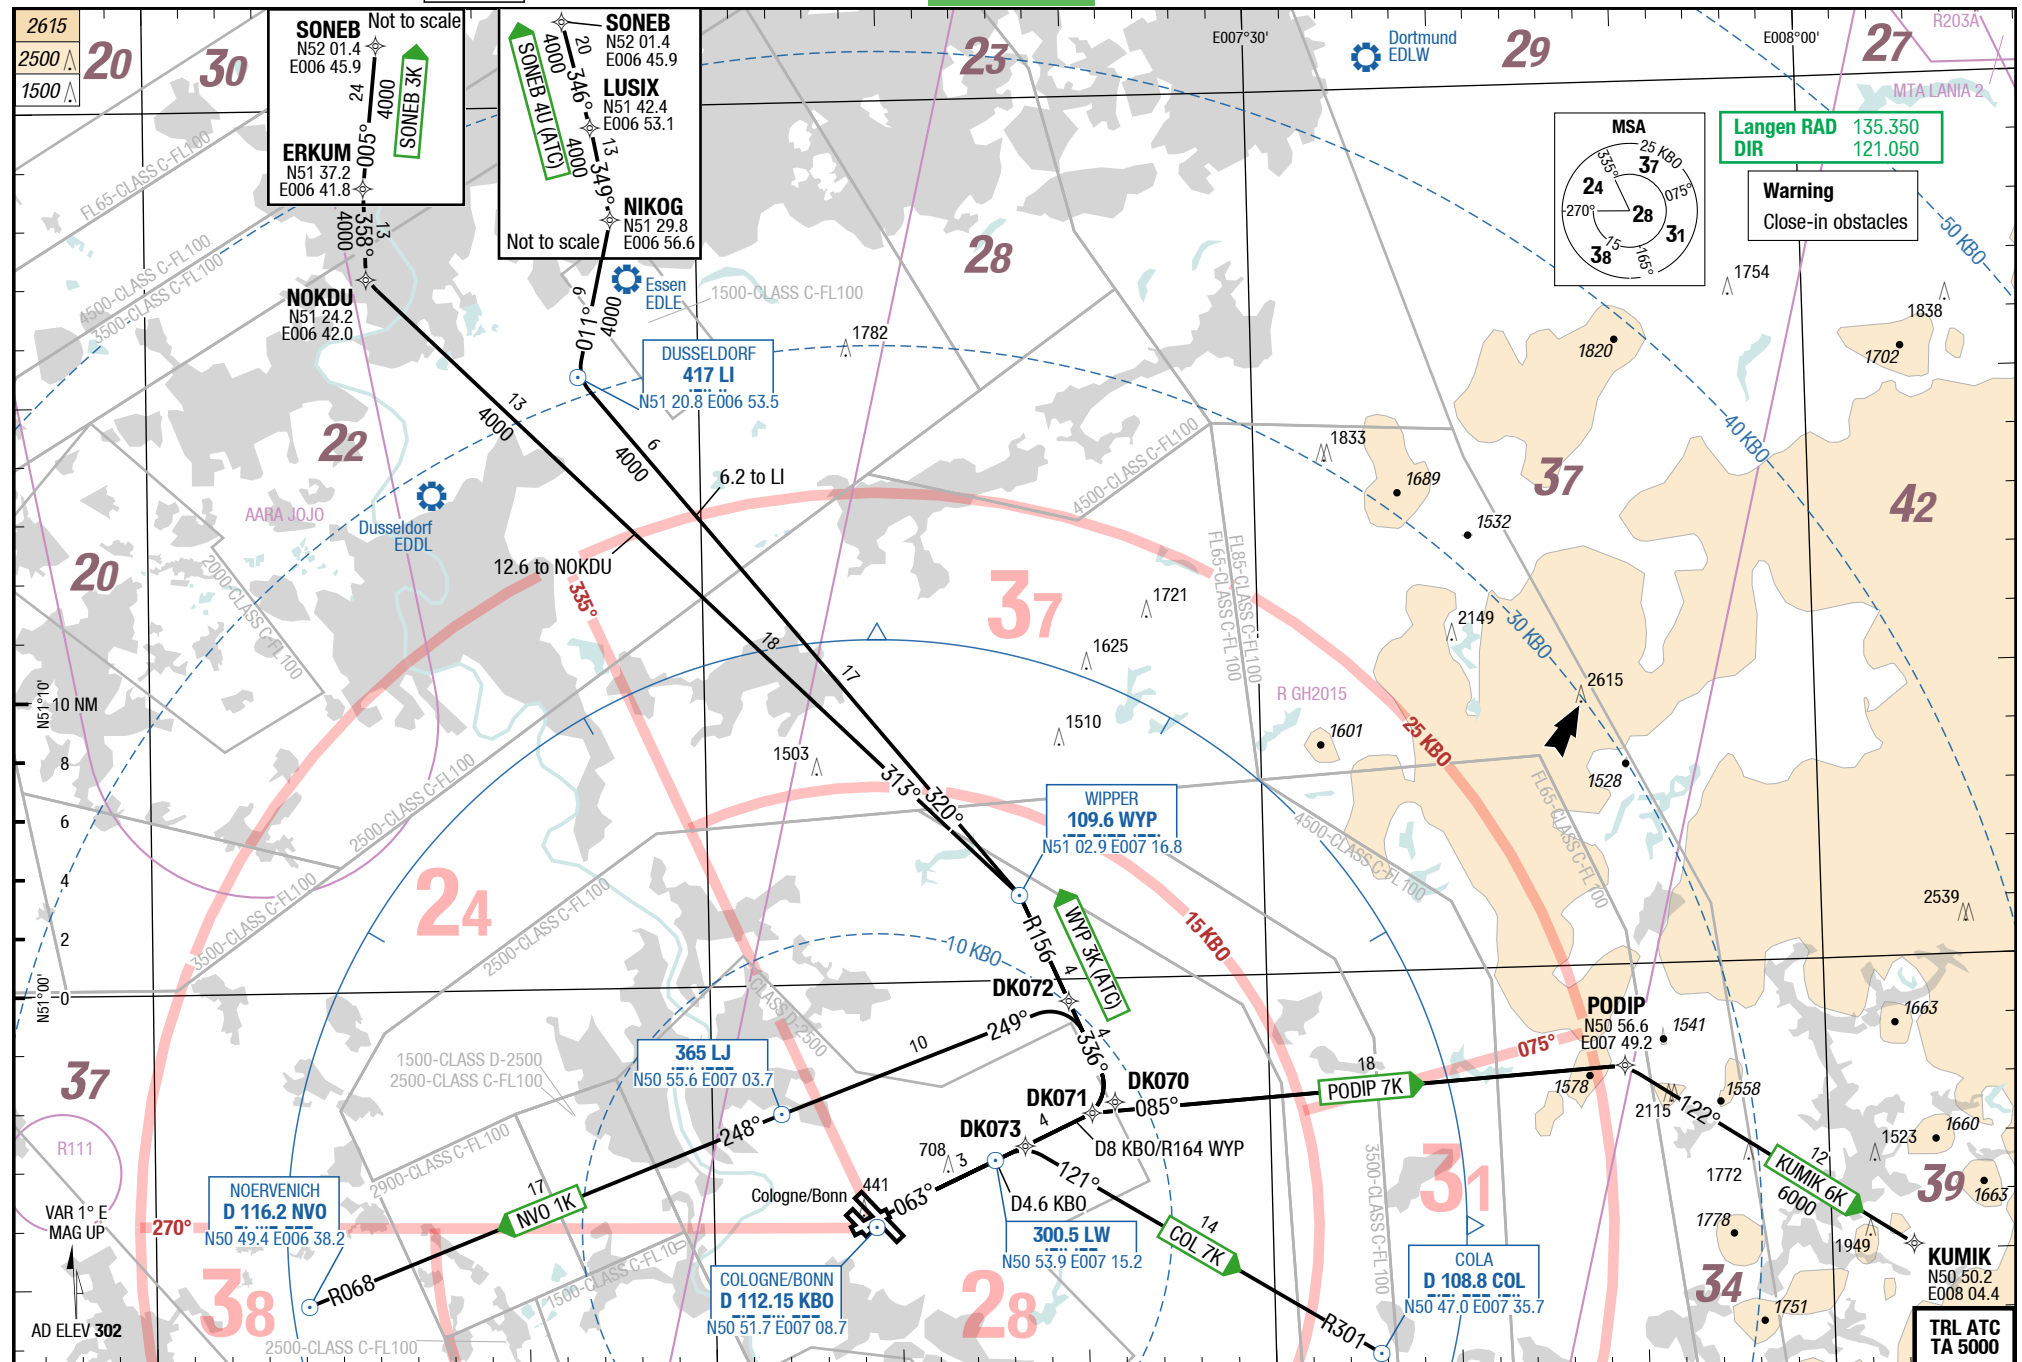 2615
2500
1500
20
30
SONEB
Not to scale
N52 01.4
E006 45.9
24
4000
SONEB 3K
005°
ERKUM
N51 37.2
E006 41.8
13
358°
4000
NOKDU
N51 24.2
E006 42.0
SONEB
N52 01.4
E006 45.9
20
4000
346°
SONEB 4U (ATC)
LUSIX
N51 42.4
E006 53.1
13
4000
349°
NIKOG
N51 29.8
E006 56.6
Not to scale
9
011°
4000
Essen
EDLE
23
E007°30'
Dortmund
EDLW
29
E008°00'
27
R203A
MTA LANIA 2
MSA
25 KBO
335°
37
075°
24
270°
28
31
15
38
165°
Langen RAD 135.350
DIR 121.050
Warning
Close-in obstacles
50 KBO
FL65-CLASS C-FL100
4500-CLASS C-FL100
3500-CLASS C-FL100
28
1500-CLASS C-FL100
1782
1754
1838
1820
1702
DUSSELDORF
417 LI
N51 20.8 E006 53.5
13
4000
6
4000
22
6.2 to LI
4500-CLASS C-FL100
1833
1689
40 KBO
37
42
1532
AARA JOJO
Dusseldorf
EDDL
12.6 to NOKDU
20
2000-CLASS C-FL100
335°
37
FL65-CLASS C-FL 100
FL85-CLASS C-FL100
1721
2149
30 KBO
18
17
1625
R GH2015
2615
N51°10'
10 NM
1510
1601
25 KBO
8
1503
1528
313°
320°
2500-CLASS C-FL100
FL65-CLASS C-FL100
6
WIPPER
109.6 WYP
N51 02.9 E007 16.8
4500-CLASS C-FL100
4
24
3500-CLASS C-FL100
2500-CLASS C-FL100
2539
2
10 KBO
R156
4
WYP 3K (ATC)
15 KBO
N51°00'
0
DK072
CLASS D-2500
PODIP
N50 56.6
E007 49.2
1663
1541
249°
10
4
336°
075°
37
1500-CLASS D-2500
2500-CLASS C-FL100
365 LJ
N50 55.6 E007 03.7
DK071
DK070
085°
18
PODIP 7K
1578
2115
1558
122°
R111
2900-CLASS C-FL100
248°
DK073
4
D8 KBO/R164 WYP
708
3
121°
3500-CLASS C-FL 100
31
1772
12
KUMIK 6K
6000
1523
1660
39
1663
NOERVENICH
D 116.2 NVO
N50 49.4 E006 38.2
17
NVO 1K
Cologne/Bonn
441
063°
D4.6 KBO
VAR 1° E
MAG UP
270°
300.5 LW
N50 53.9 E007 15.2
14
COL 7K
1778
1949
1500-CLASS C-FL100
COLOGNE/BONN
D 112.15 KBO
N50 51.7 E007 08.7
COLA
D 108.8 COL
N50 47.0 E007 35.7
KUMIK
N50 50.2
E008 04.4
34
R068
38
28
R301
1751
AD ELEV 302
2500-CLASS C-FL100
TRL ATC
TA 5000